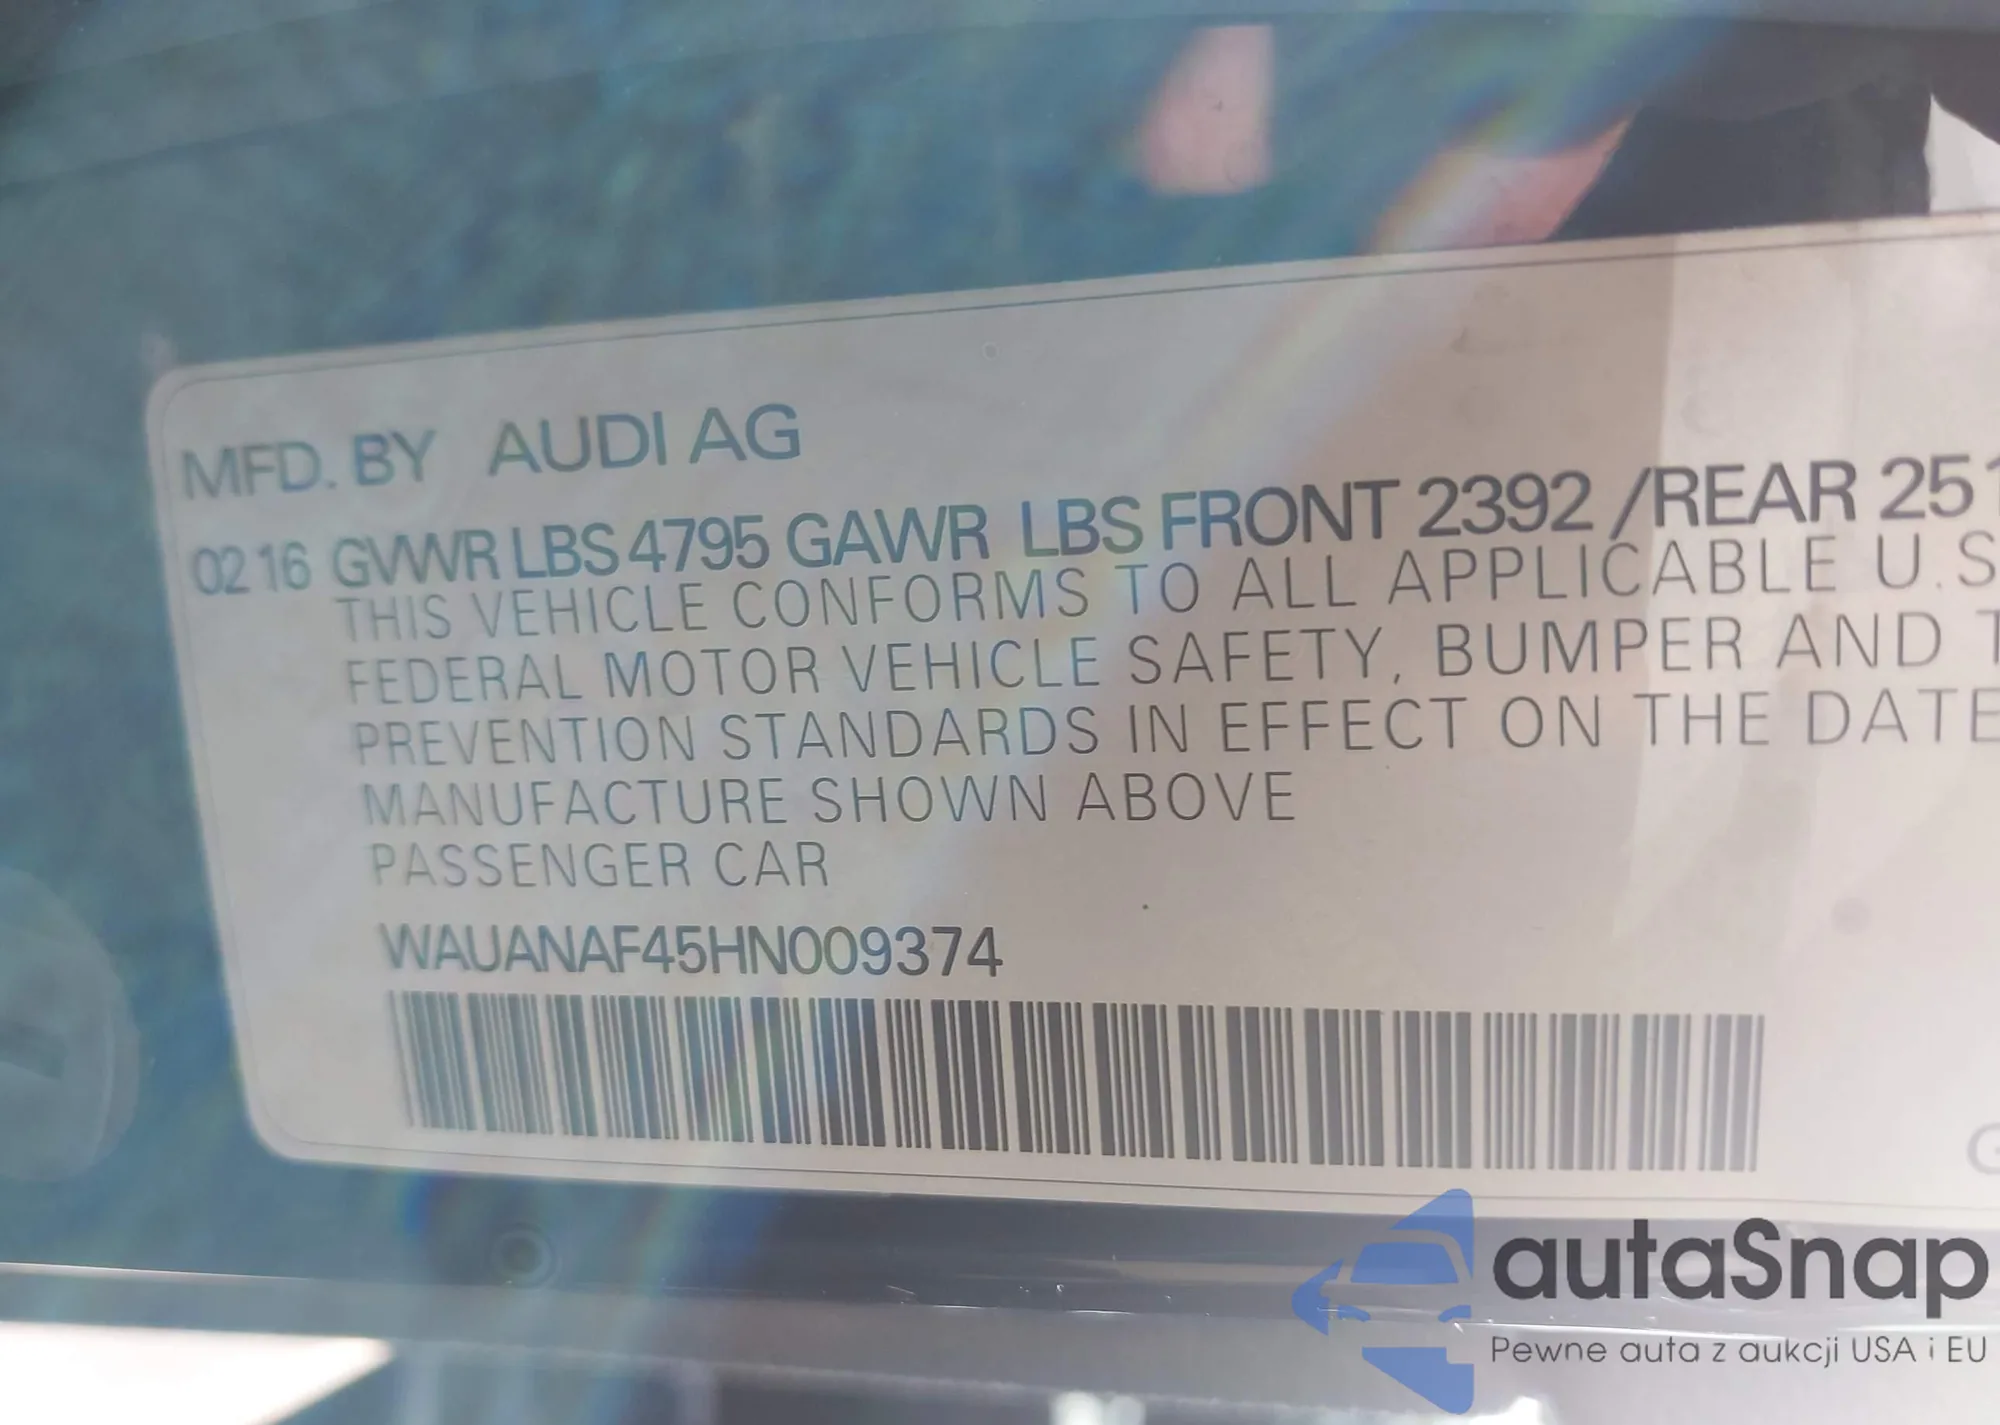 MFD. BY AUDI AG
02 16 GVWR LBS 4795 GAWR LBS FRONT 2392 /REAR 251
THIS VEHICLE CONFORMS TO ALL APPLICABLE U.S
FEDERAL MOTOR VEHICLE SAFETY, BUMPER AND T
PREVENTION STANDARDS IN EFFECT ON THE DATE
MANUFACTURE SHOWN ABOVE
PASSENGER CAR
WAUANAF45HN009374
G
autaSnap
Pewne auta z aukcji USA i EU